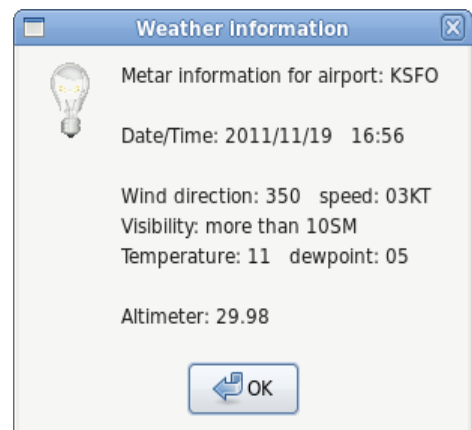 Weather information
Metar information for airport: KSFO
Date/Time: 2011/11/19 16:56
Wind direction: 350 speed: 03KT
Visibility: more than 10SM
Temperature: 11 dewpoint: 05
Altimeter: 29.98
OK